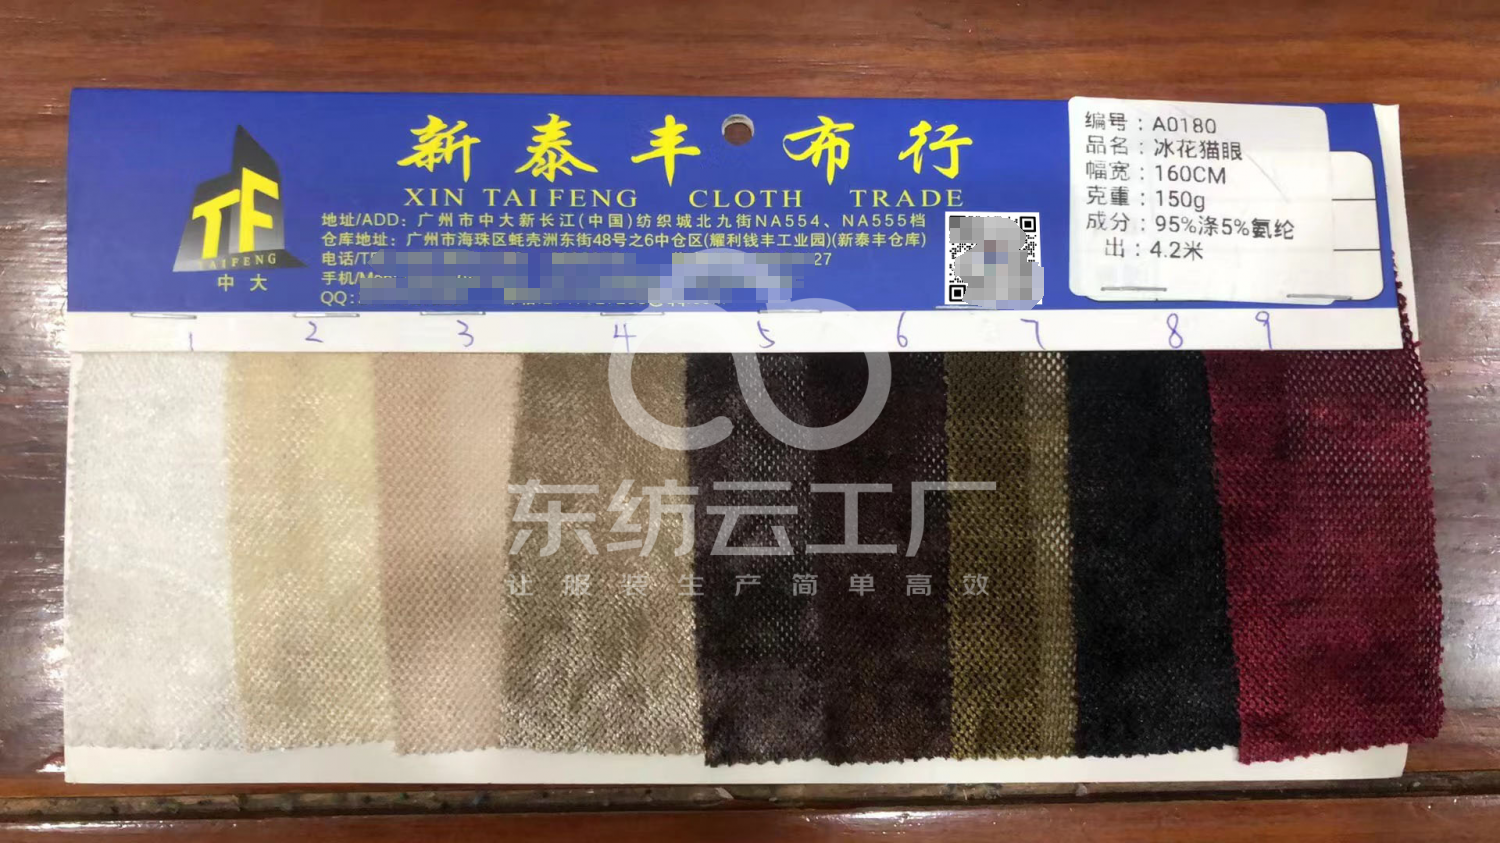 新泰丰布行
XIN TAI FENG CLOTH TRADE
地址/ADD：广州市中大新长江(中国)纺织城北九街NA554、NA555档
仓库地址：广州市海珠区蚝壳洲东街48号之6中仓区(耀利钱丰工业园)(新泰丰仓库)
电话/T 27
手机/
QQ:
TF
TAIFENG
中大
编号：A0180
品名：冰花猫眼
幅宽：160CM
克重：150g
成分：95%涤5%氨纶
出：4.2米
1 2 3 4 5 6 7 8 9
东纺云工厂
让服装生产简单高效